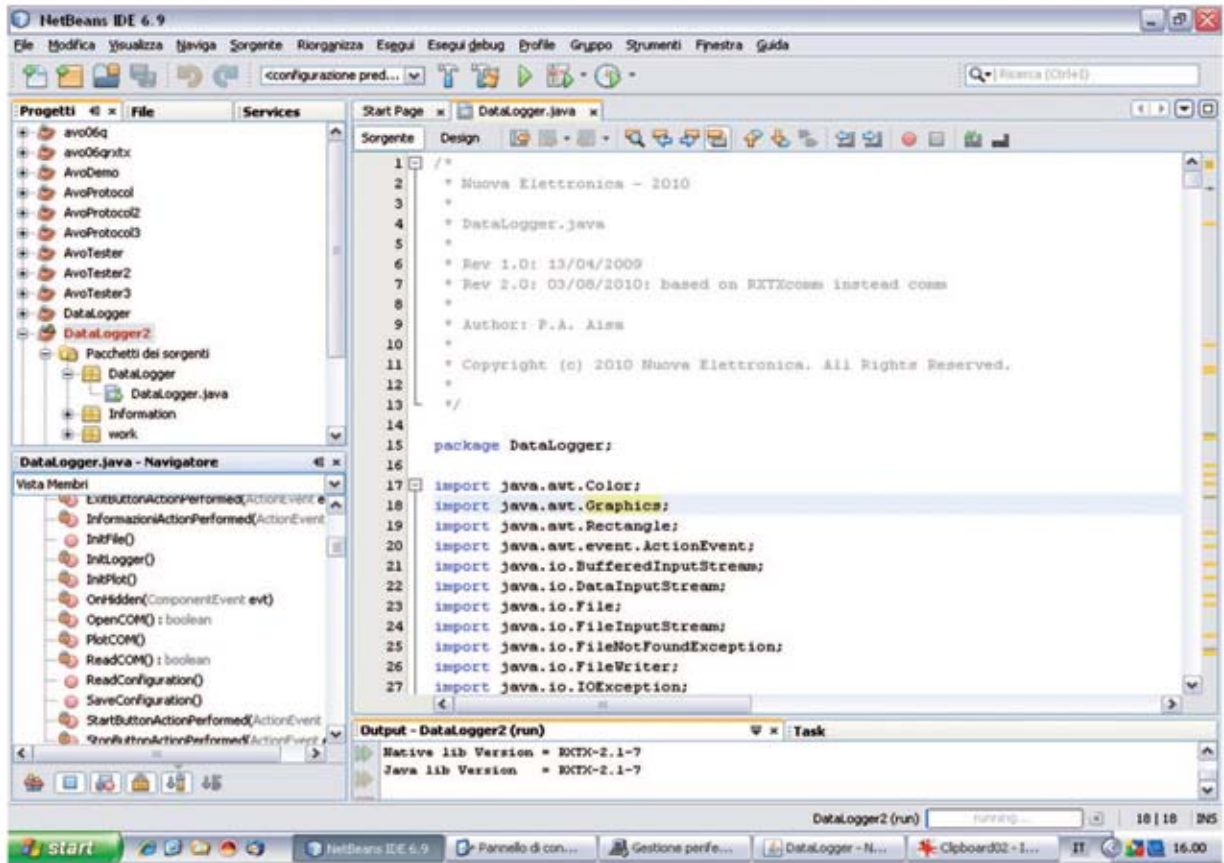 NetBeans IDE 6.9
File Modifica Visualizza Naviga Sorgente Riorganizza Esegui Esegui debug Profile Gruppo Strumenti Finestra Guida
<configurazione pred...
Ricerca (Ctrl+I)
Progetti File Services
avo06q
avo06qrxtx
AvoDemo
AvoProtocol
AvoProtocol2
AvoProtocol3
AvoTester
AvoTester2
AvoTester3
DataLogger
DataLogger2
Pacchetti dei sorgenti
DataLogger
DataLogger.java
Information
work
DataLogger.java - Navigatore
Vista Membri
ExitButtonActionPerformed(ActionEvent e
InformazioniActionPerformed(ActionEvent
InitFile()
InitLogger()
InitPlot()
OnHidden(ComponentEvent evt)
OpenCOM() : boolean
PlotCOM()
ReadCOM() : boolean
ReadConfiguration()
SaveConfiguration()
StartButtonActionPerformed(ActionEvent
StopButtonActionPerformed(ActionEvent
Start Page DataLogger.java
Sorgente Design
1 /*
2 * Nuova Elettronica - 2010
3 *
4 * DataLogger.java
5 *
6 * Rev 1.0: 13/04/2009
7 * Rev 2.0: 03/08/2010: based on RXTXcomm instead comm
8 *
9 * Author: P.A. Aisa
10 *
11 * Copyright (c) 2010 Nuova Elettronica. All Rights Reserved.
12 *
13 */
14
15 package DataLogger;
16
17 import java.awt.Color;
18 import java.awt.Graphics;
19 import java.awt.Rectangle;
20 import java.awt.event.ActionEvent;
21 import java.io.BufferedInputStream;
22 import java.io.DataInputStream;
23 import java.io.File;
24 import java.io.FileInputStream;
25 import java.io.FileNotFoundException;
26 import java.io.FileWriter;
27 import java.io.IOException;
Output - DataLogger2 (run) Task
Native lib Version = RXTX-2.1-7
Java lib Version = RXTX-2.1-7
DataLogger2 (run) running... 18 | 18 INS
start NetBeans IDE 6.9 Pannello di con... Gestione perife... DataLogger - N... Clipboard02 - I... IT 16.00